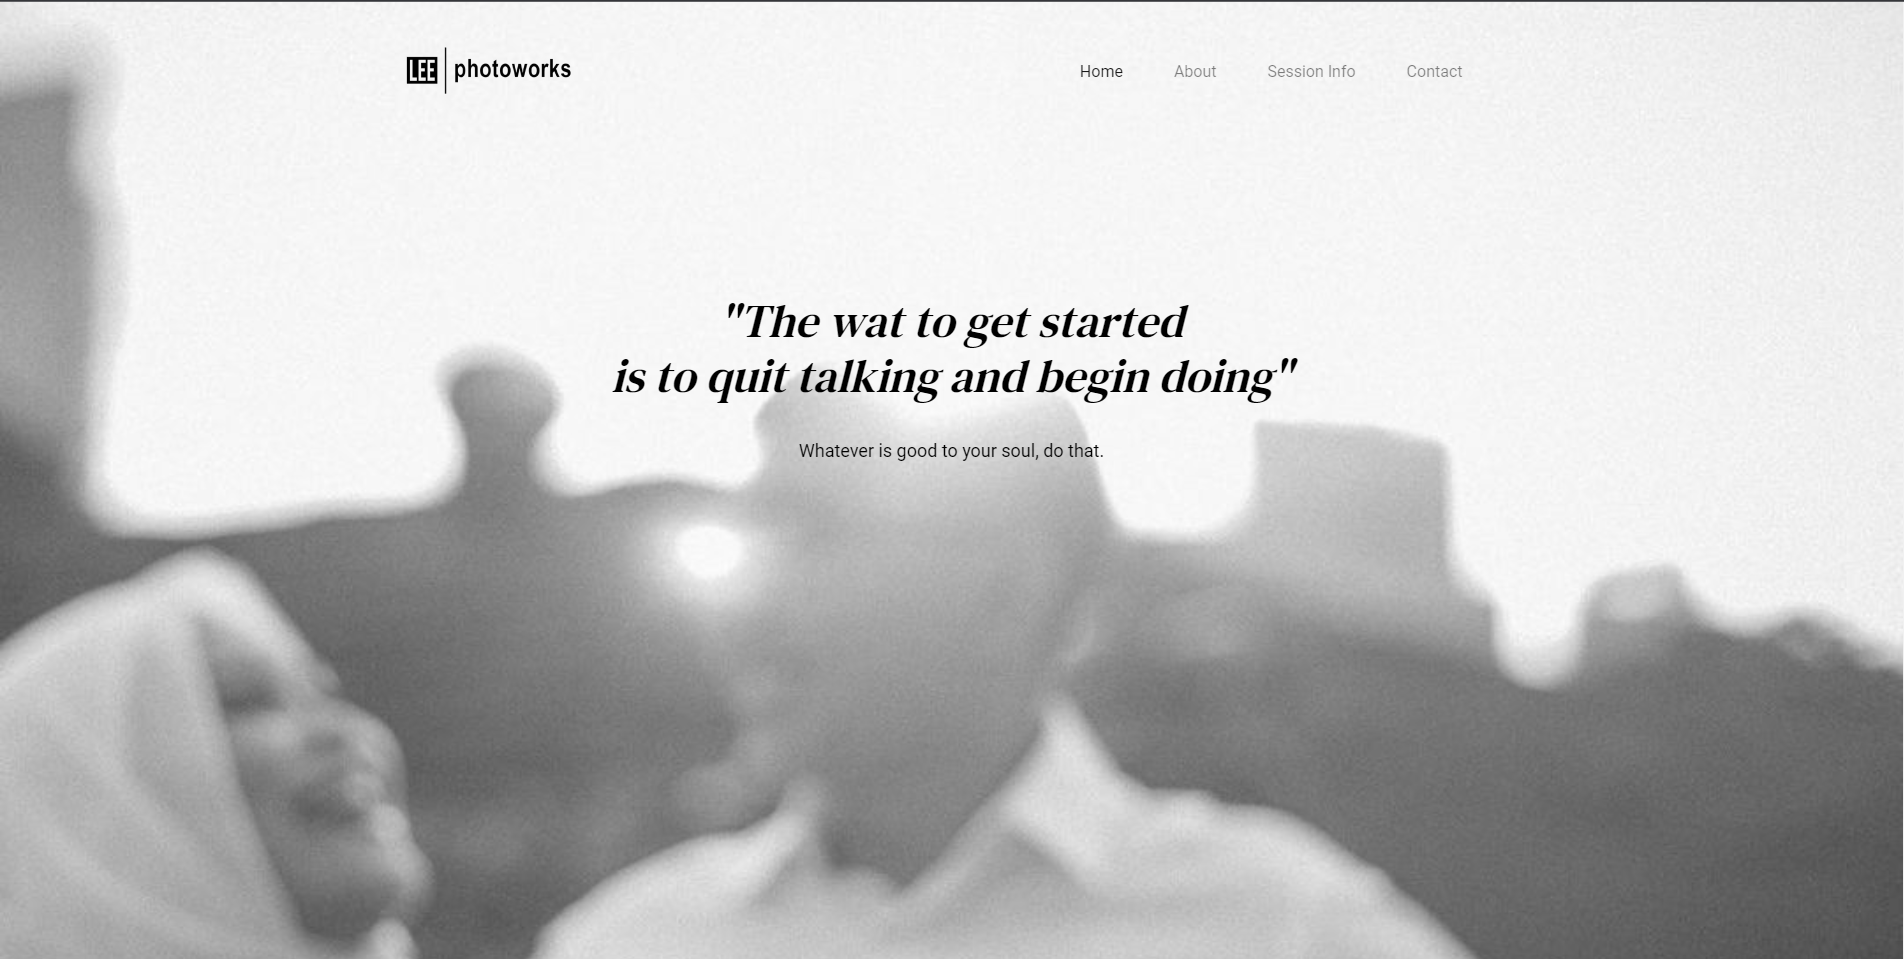 LEE photoworks
Home About Session Info Contact
"The wat to get started
is to quit talking and begin doing"
Whatever is good to your soul, do that.